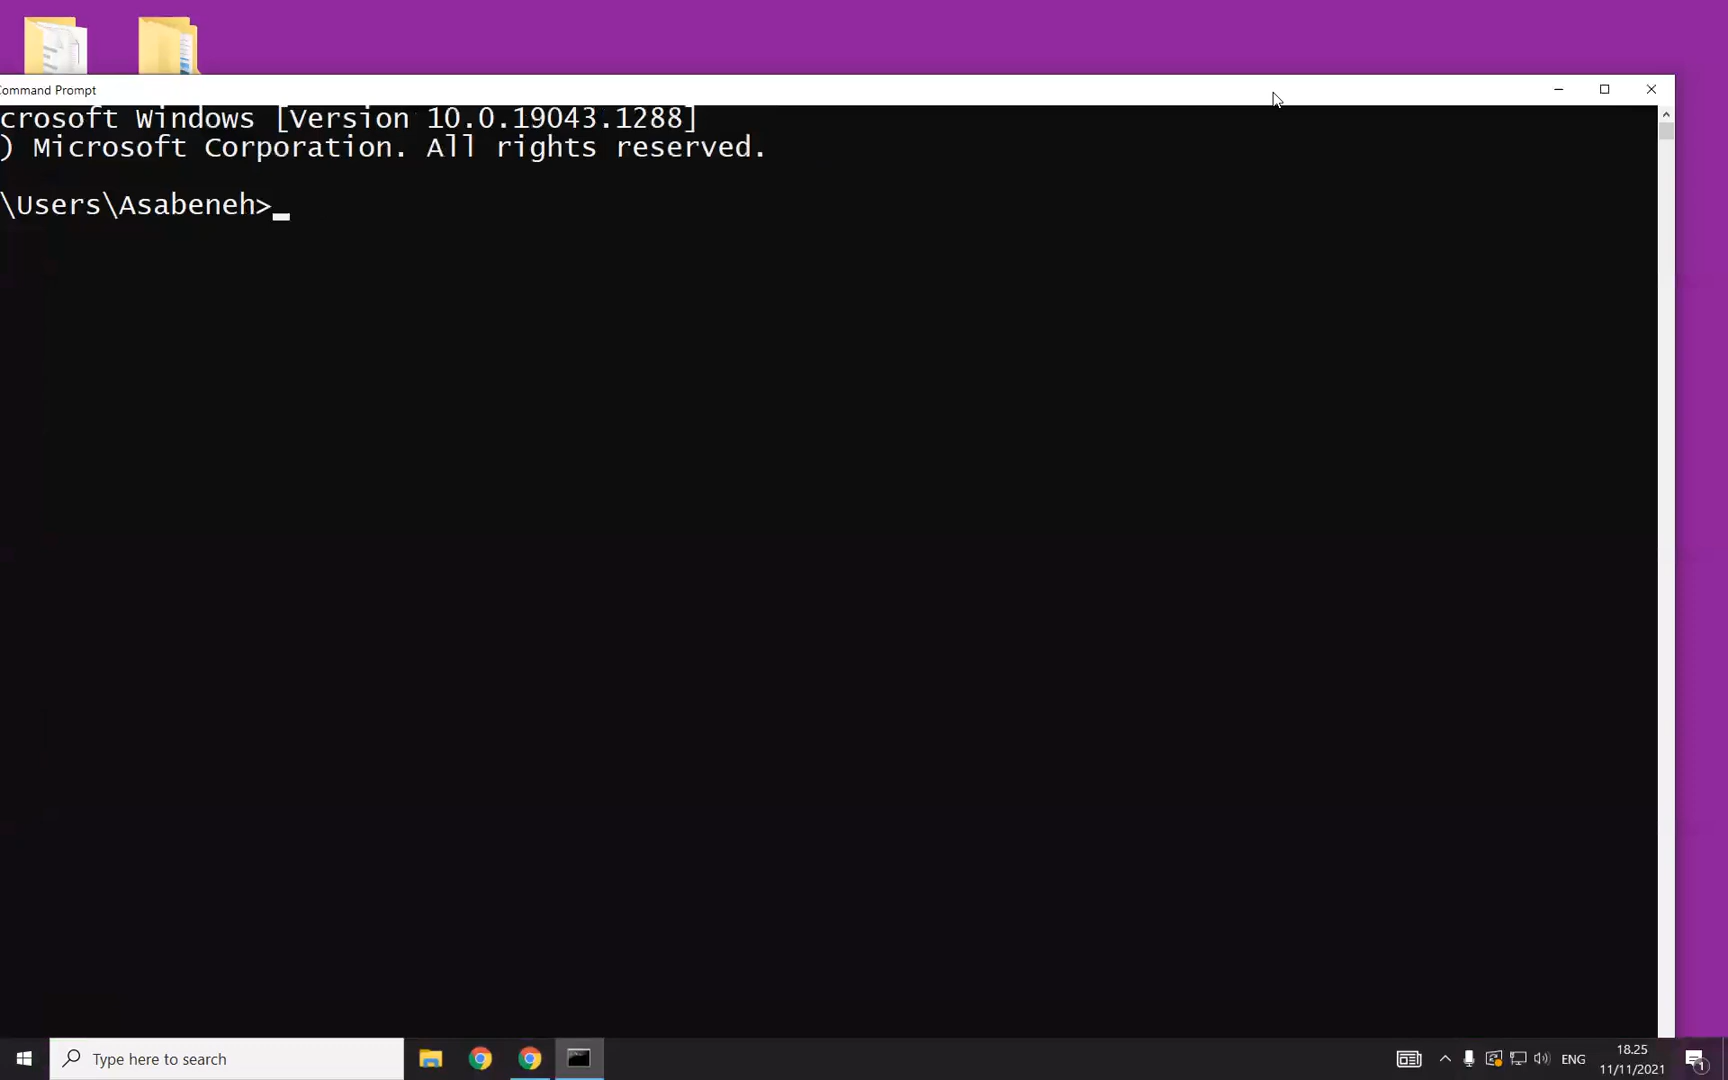 Command Prompt
crosoft Windows [Version 10.0.19043.1288]
) Microsoft Corporation. All rights reserved.
\Users\Asabeneh>
Type here to search
ENG
18.25
11/11/2021
1